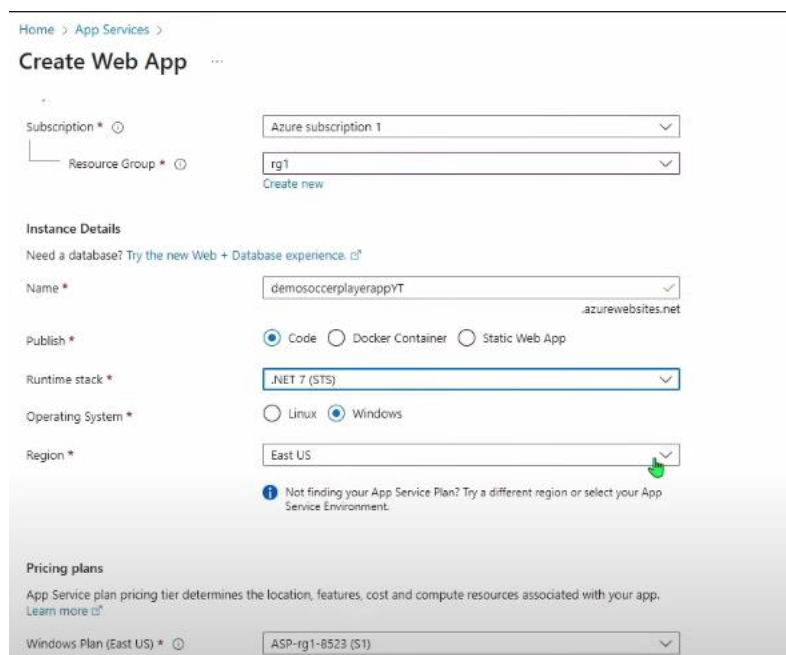 Home > App Services >
Create Web App ...
Subscription *
Azure subscription 1
Resource Group *
rg1
Create new
Instance Details
Need a database? Try the new Web + Database experience.
Name *
demosoccerplayerappYT
.azurewebsites.net
Publish *
Code
Docker Container
Static Web App
Runtime stack *
.NET 7 (STS)
Operating System *
Linux
Windows
Region *
East US
Not finding your App Service Plan? Try a different region or select your App
Service Environment.
Pricing plans
App Service plan pricing tier determines the location, features, cost and compute resources associated with your app.
Learn more
Windows Plan (East US) *
ASP-rg1-8523 (S1)